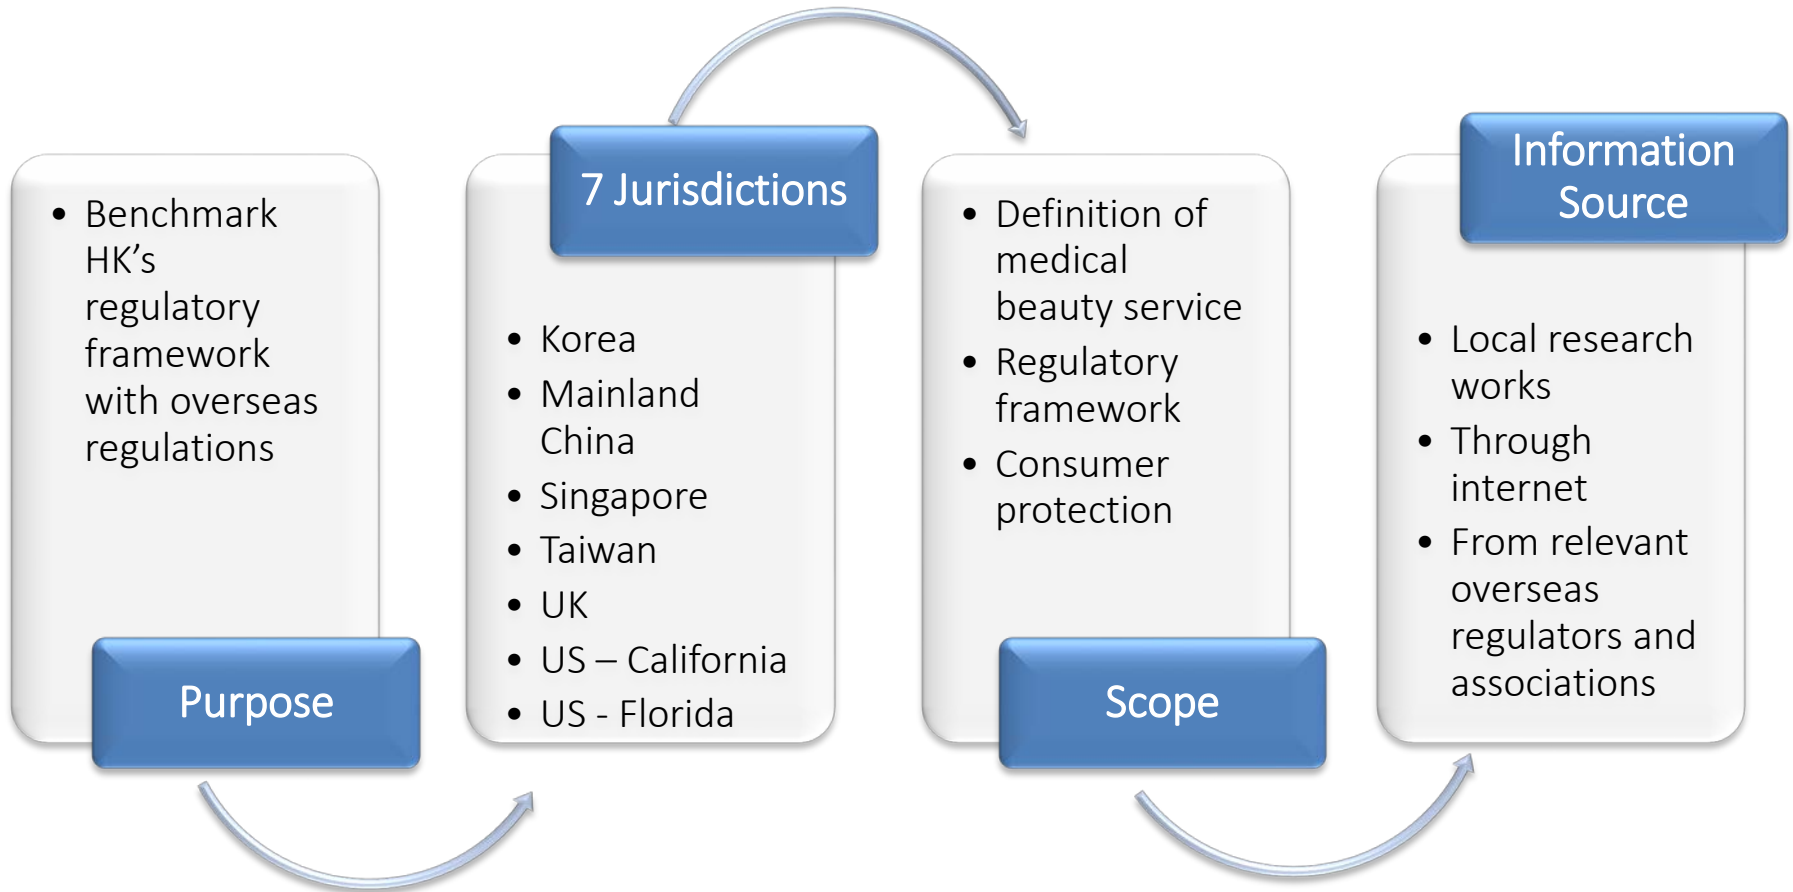 • Benchmark
HK’s
regulatory
framework
with overseas
regulations
Purpose
7 Jurisdictions
• Korea
• Mainland
China
• Singapore
• Taiwan
• UK
• US – California
• US - Florida
• Definition of
medical
beauty service
• Regulatory
framework
• Consumer
protection
Scope
Information
Source
• Local research
works
• Through
internet
• From relevant
overseas
regulators and
associations